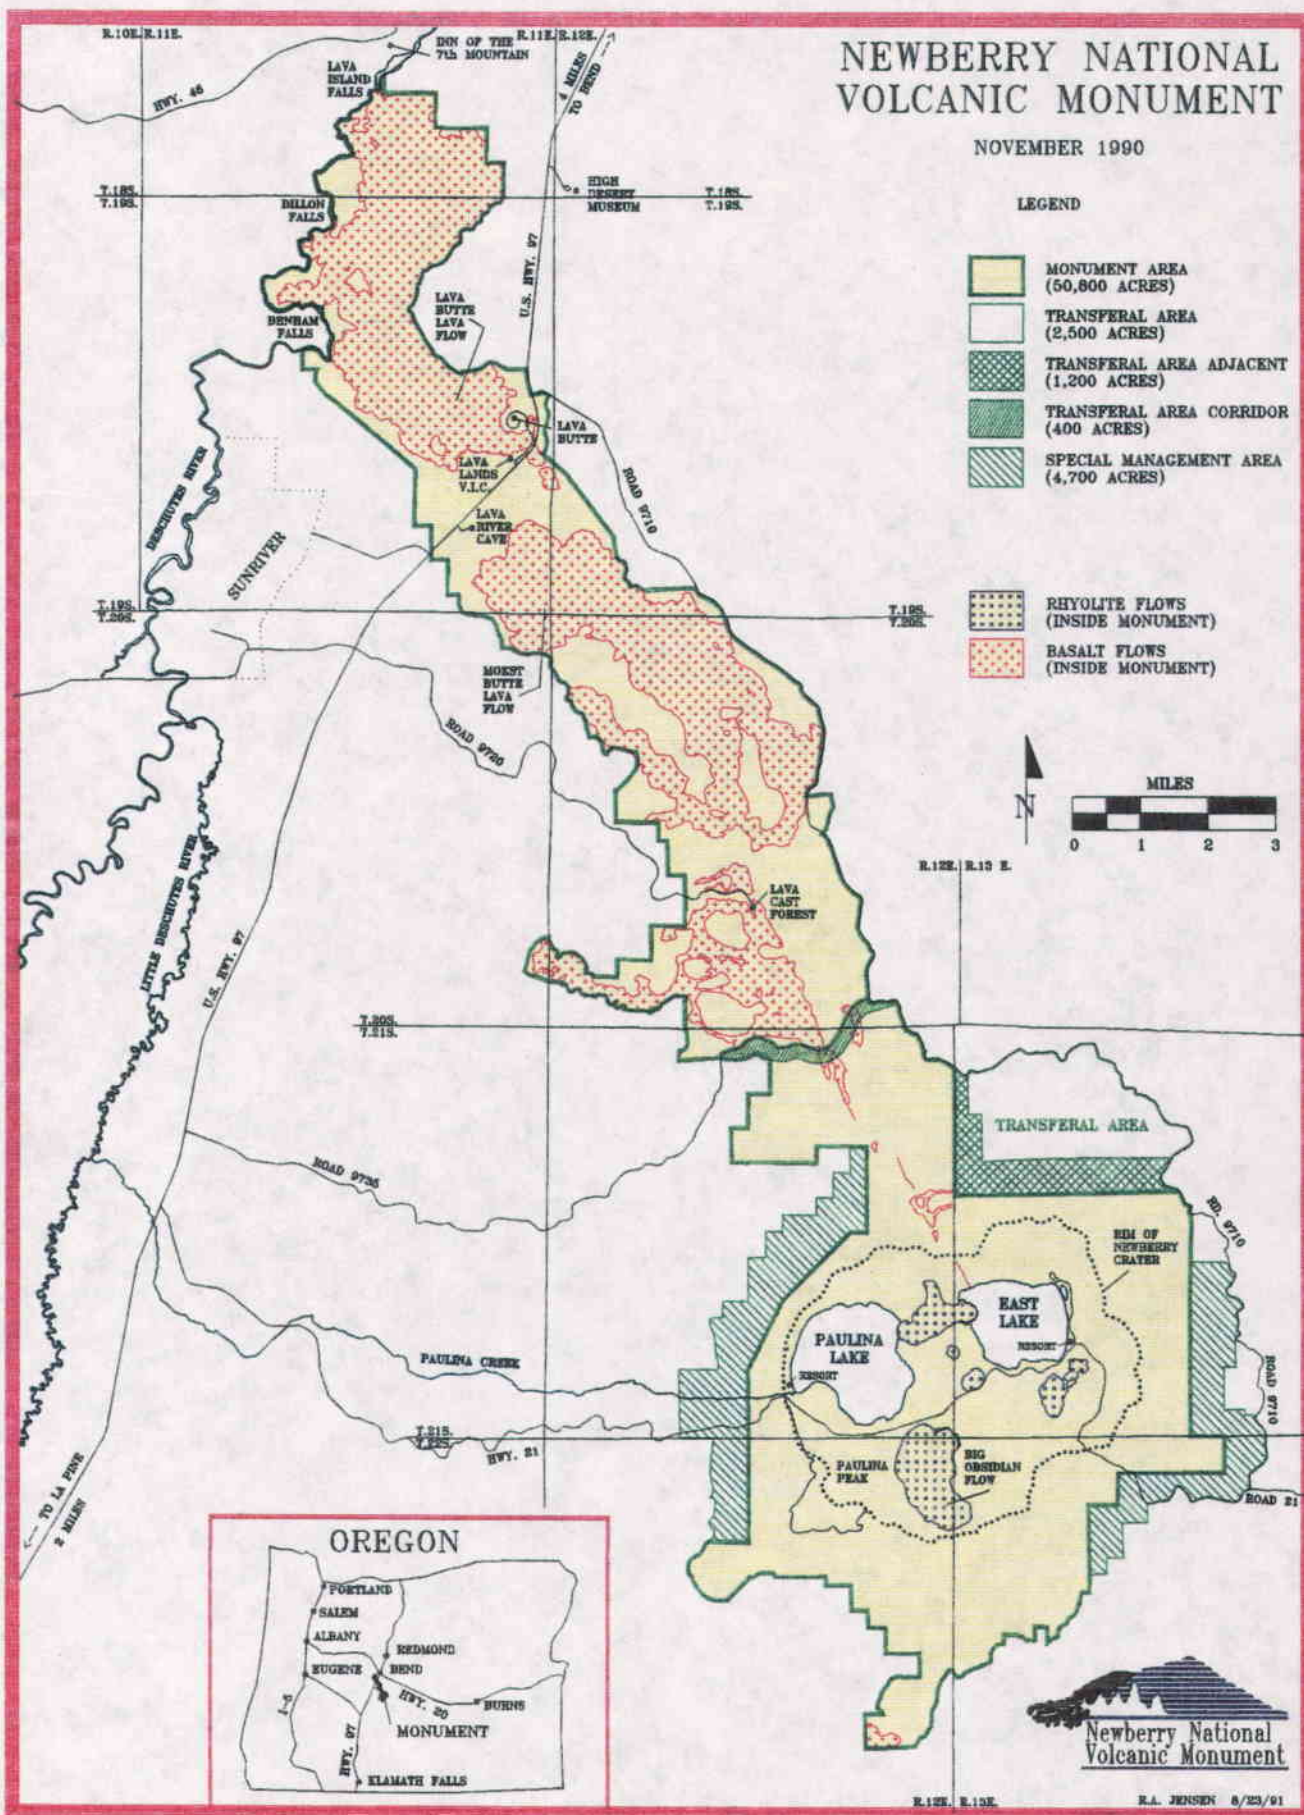 R.10E. R.11E.
INN OF THE
7th MOUNTAIN
R.11E. R.12E.
4 MILES
TO BEND
LAVA
ISLAND
FALLS
HWY. 46
NEWBERRY NATIONAL
VOLCANIC MONUMENT
NOVEMBER 1990
T.18S.
T.19S.
DILLON
FALLS
HIGH
DESERT
MUSEUM
T.18S.
T.19S.
LEGEND
MONUMENT AREA
(50,800 ACRES)
TRANSFERAL AREA
(2,500 ACRES)
TRANSFERAL AREA ADJACENT
(1,200 ACRES)
TRANSFERAL AREA CORRIDOR
(400 ACRES)
SPECIAL MANAGEMENT AREA
(4,700 ACRES)
RHYOLITE FLOWS
(INSIDE MONUMENT)
BASALT FLOWS
(INSIDE MONUMENT)
U.S. HWY. 97
LAVA
BUTTE
LAVA
FLOW
BENHAM
FALLS
LAVA
BUTTE
LAVA
LANDS
V.I.C.
ROAD 9710
DESCHUTES RIVER
LAVA
RIVER
CAVE
SUNRIVER
T.19S.
T.20S.
T.19S.
T.20S.
MOKST
BUTTE
LAVA
FLOW
ROAD 9720
N
MILES
0 1 2 3
R.12E. R.13 E.
LAVA
CAST
FOREST
LITTLE DESCHUTES RIVER
U.S. HWY. 97
T.20S.
T.21S.
TRANSFERAL AREA
ROAD 9735
RD. 9710
RIM OF
NEWBERRY
CRATER
EAST
LAKE
RESORT
PAULINA
LAKE
RESORT
PAULINA CREEK
ROAD 9710
T.21S.
T.22S.
HWY. 21
PAULINA
PEAK
BIG
OBSIDIAN
FLOW
ROAD 21
TO LA PINE
2 MILES
OREGON
PORTLAND
SALEM
ALBANY
REDMOND
EUGENE
BEND
I-5
HWY. 20
BURNS
MONUMENT
HWY. 97
KLAMATH FALLS
Newberry National
Volcanic Monument
R.12E. R.13E.
R.A. JENSEN 8/23/91